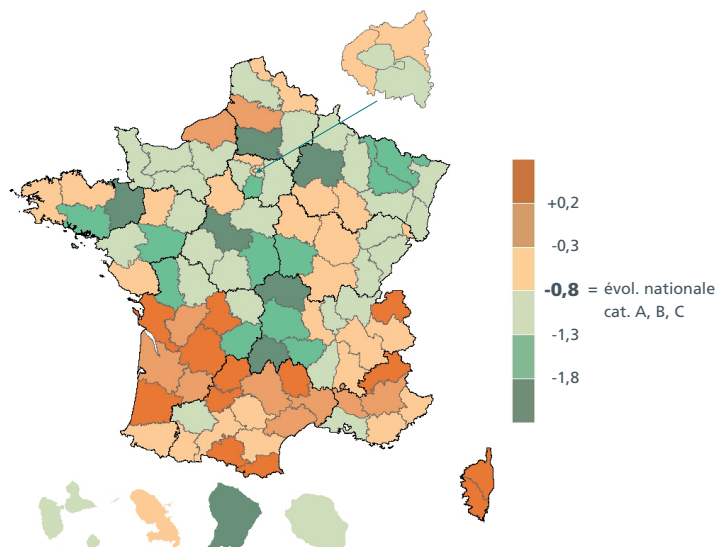 +0,2
-0,3
-0,8 = évol. nationale
cat. A, B, C
-1,3
-1,8